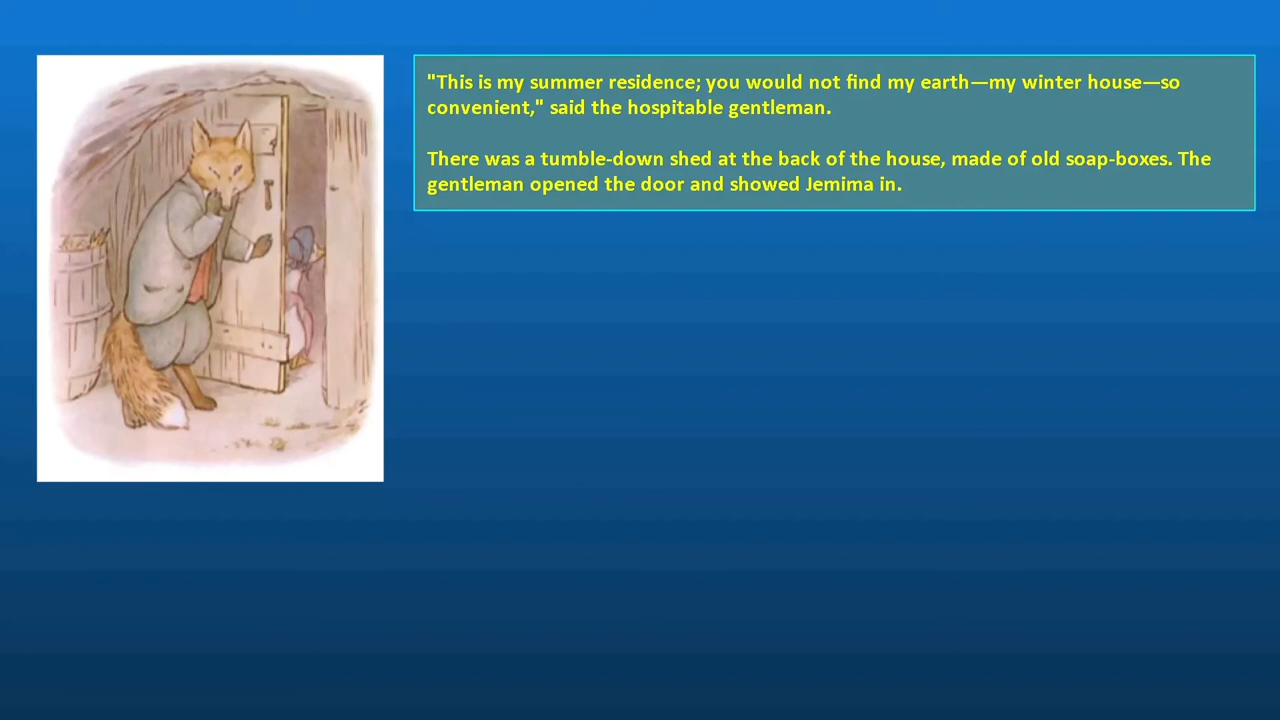 "This is my summer residence; you would not find my earth—my winter house—so
convenient," said the hospitable gentleman.
There was a tumble-down shed at the back of the house, made of old soap-boxes. The
gentleman opened the door and showed Jemima in.